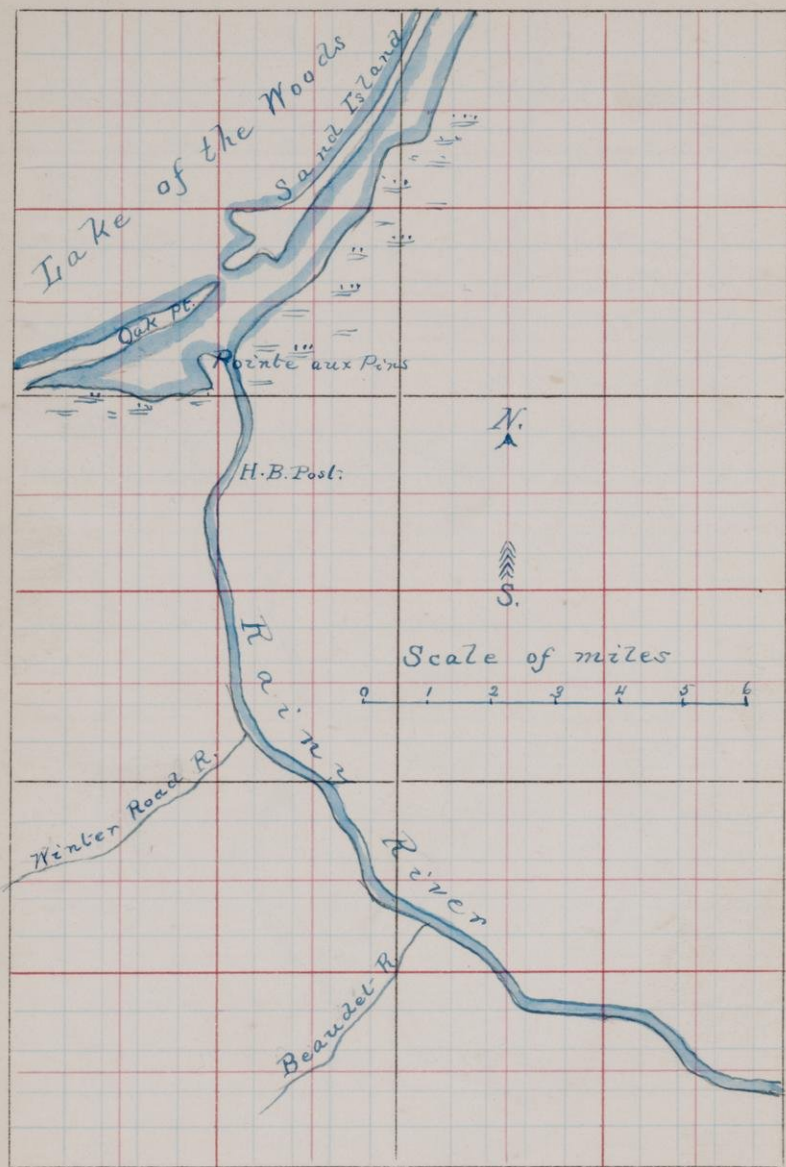 Lake of the Woods
Sand Island
Oak Pt.
Pointe aux Pins
N.
H.B. Post.
S.
Rainy River
Scale of miles
0 1 2 3 4 5 6
Winter Road R.
Beaudet R